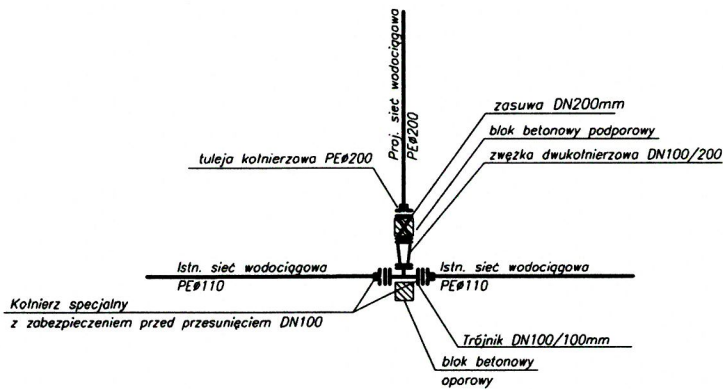 Proj. sieć wodociągowa
PEø200
zasuwa DN200mm
blok betonowy podporowy
tuleja kołnierzowa PEø200
zwężka dwukołnierzowa DN100/200
Istn. sieć wodociągowa
PEø110
Istn. sieć wodociągowa
PEø110
Kołnierz specjalny
z zabezpieczeniem przed przesunięciem DN100
Trójnik DN100/100mm
blok betonowy
oporowy